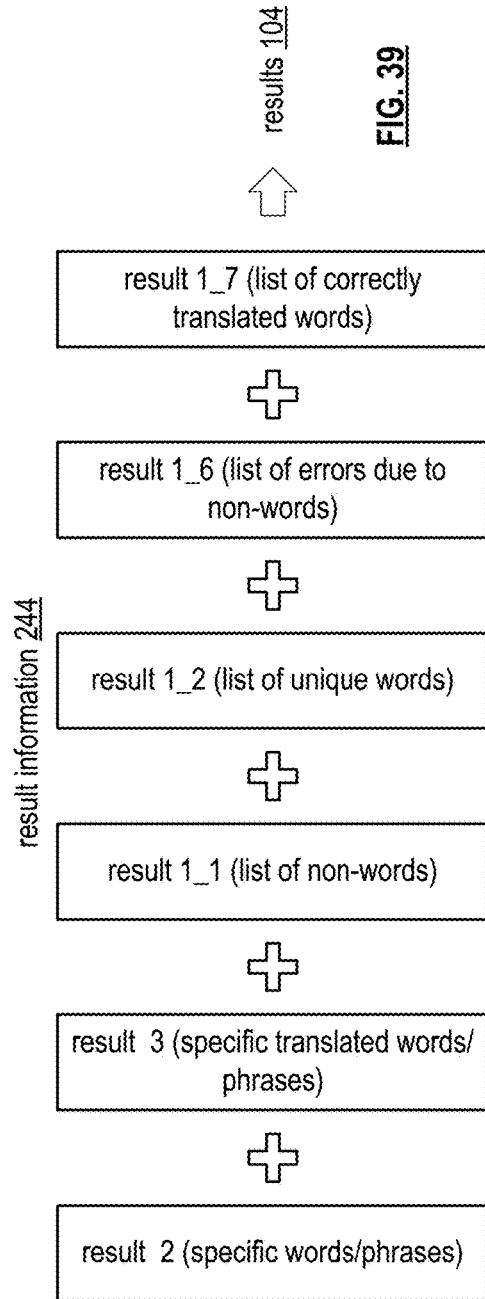 results 104
FIG. 39
result information 244
result 1_7 (list of correctly
translated words)
result 1_6 (list of errors due to
non-words)
result 1_2 (list of unique words)
result 1_1 (list of non-words)
result 3 (specific translated words/
phrases)
result 2 (specific words/phrases)